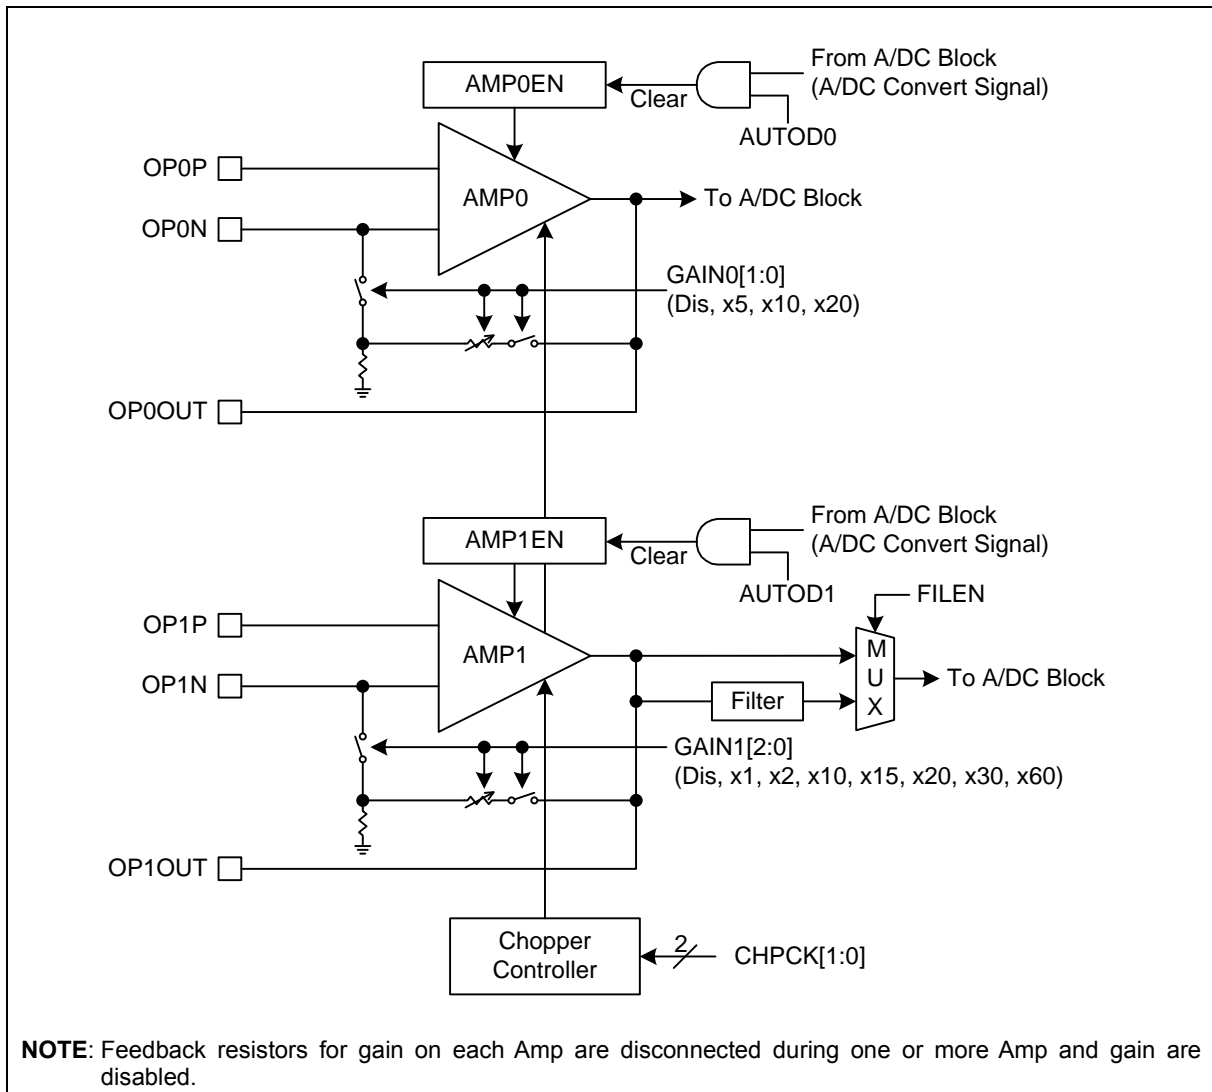 From A/DC Block
(A/DC Convert Signal)
AMP0EN
Clear
AUTOD0
OP0P
AMP0
To A/DC Block
OP0N
GAIN0[1:0]
(Dis, x5, x10, x20)
OP0OUT
From A/DC Block
(A/DC Convert Signal)
AMP1EN
Clear
AUTOD1
FILEN
OP1P
AMP1
M
U
X
To A/DC Block
OP1N
Filter
GAIN1[2:0]
(Dis, x1, x2, x10, x15, x20, x30, x60)
OP1OUT
Chopper
Controller
2
CHPCK[1:0]
NOTE: Feedback resistors for gain on each Amp are disconnected during one or more Amp and gain are
disabled.